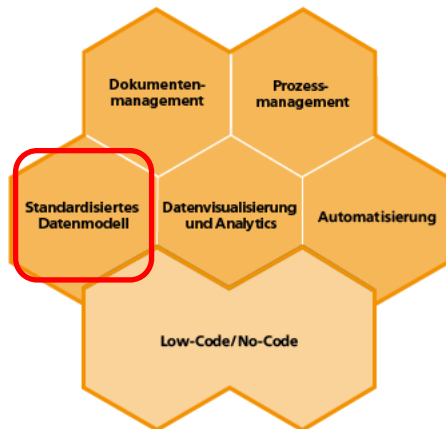 Dokumenten-
management
Prozess-
management
Standardisiertes
Datenmodell
Datenvisualisierung
und Analytics
Automatisierung
Low-Code/No-Code